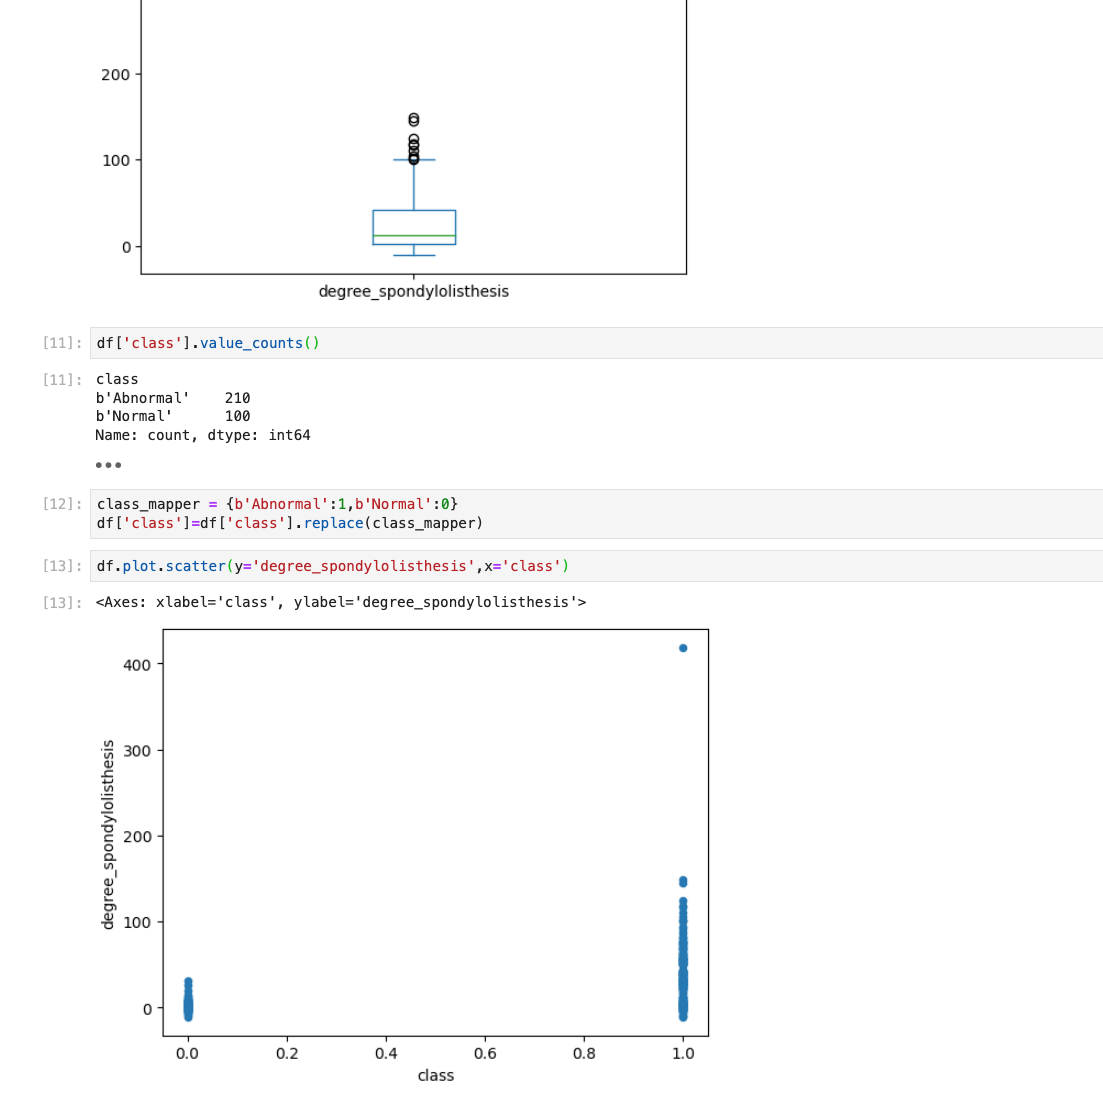 200
100
0
degree_spondylolisthesis
[11]: df['class'].value_counts()
[11]: class
b'Abnormal'    210
b'Normal'      100
Name: count, dtype: int64
•••
[12]: class_mapper = {b'Abnormal':1,b'Normal':0}
df['class']=df['class'].replace(class_mapper)
[13]: df.plot.scatter(y='degree_spondylolisthesis',x='class')
[13]: <Axes: xlabel='class', ylabel='degree_spondylolisthesis'>
400
300
200
100
0
degree_spondylolisthesis
0.0 0.2 0.4 0.6 0.8 1.0
class